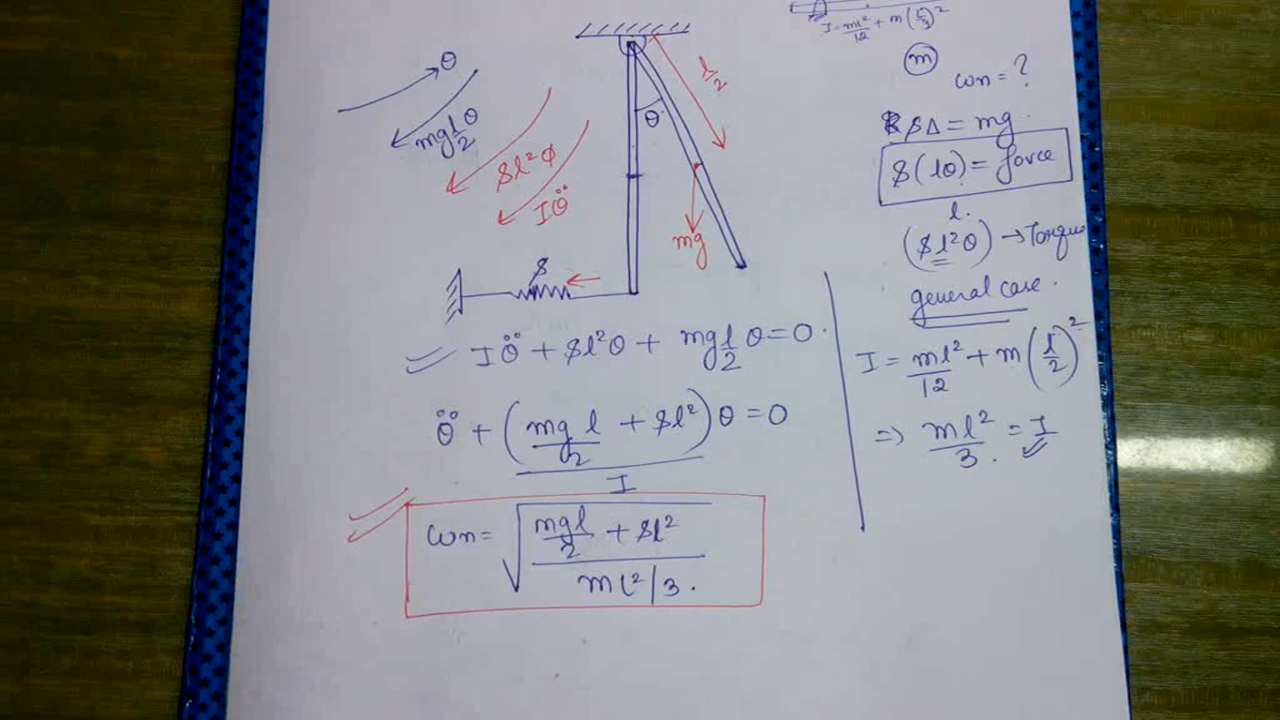 I = ml²/12 + m(l/3)²
m
ωn = ?
θ
mg l/2 θ
sl²θ
Iθ̈
l/2
θ
mg
s
sΔ = mg.
s(lθ) = force
l.
(sl²θ) → Torque
general case.
Iθ̈ + sl²θ + mg l/2 θ = 0.
I = ml²/12 + m(l/2)²
θ̈ + (mg l/2 + sl²)/I θ = 0
⇒ ml²/3. = I
ωn = √((mgl/2 + sl²)/(ml²/3.))